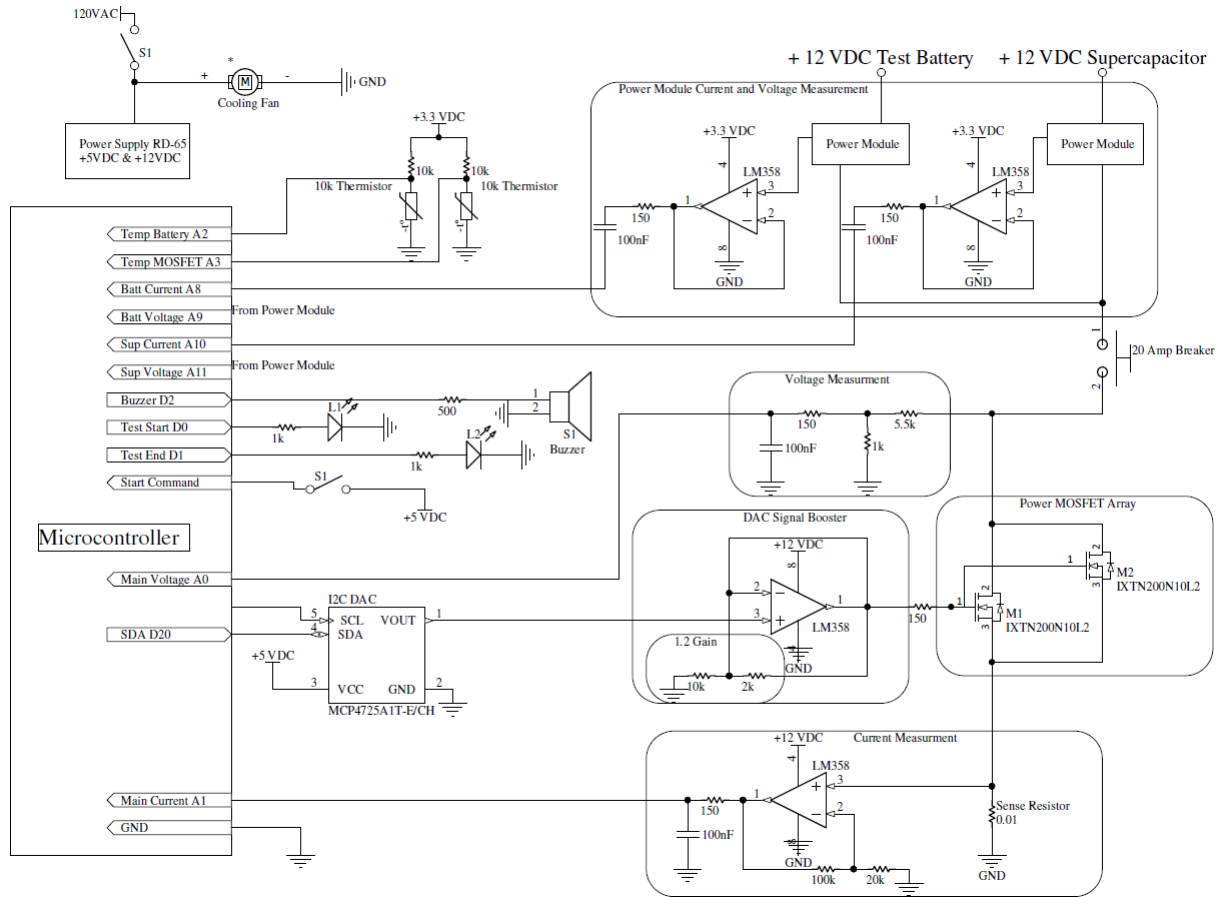 120VAC
S1
*
+
-
M
GND
Cooling Fan
Power Supply RD-65
+5VDC & +12VDC
+3.3 VDC
10k
10k
10k Thermistor
10k Thermistor
-t°
-t°
+ 12 VDC Test Battery
+ 12 VDC Supercapacitor
Power Module Current and Voltage Measurement
+3.3 VDC
4
LM358
1
+
3
-
2
8
GND
150
100nF
Power Module
+3.3 VDC
4
LM358
1
+
3
-
2
8
GND
150
100nF
Power Module
1
2
20 Amp Breaker
Temp Battery A2
Temp MOSFET A3
Batt Current A8
Batt Voltage A9
From Power Module
Sup Current A10
Sup Voltage A11
From Power Module
Buzzer D2
Test Start D0
Test End D1
Start Command
500
1
2
S1
Buzzer
1k
L1
1k
L2
S1
+5 VDC
Microcontroller
Voltage Measurment
150
5.5k
100nF
1k
Main Voltage A0
SDA D20
I2C DAC
5
SCL
VOUT
1
4
SDA
+5 VDC
3
VCC
GND
2
MCP4725A1T-E/CH
DAC Signal Booster
+12 VDC
8
2
-
3
+
1
LM358
4
GND
1.2 Gain
10k
2k
150
Power MOSFET Array
1
2
3
M1
IXTN200N10L2
1
2
3
M2
IXTN200N10L2
Current Measurment
+12 VDC
4
LM358
1
+
3
-
2
8
GND
150
100nF
100k
20k
Sense Resistor
0.01
GND
Main Current A1
GND